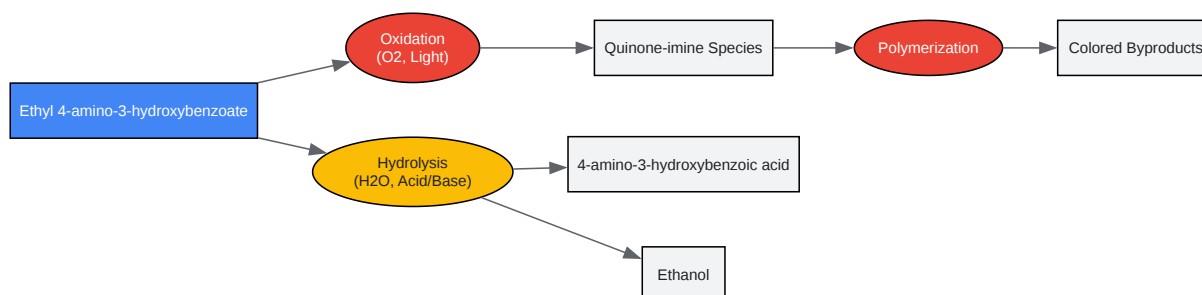 Oxidation
(O2, Light)
Quinone-imine Species
Polymerization
Colored Byproducts
Ethyl 4-amino-3-hydroxybenzoate
Hydrolysis
(H2O, Acid/Base)
4-amino-3-hydroxybenzoic acid
Ethanol